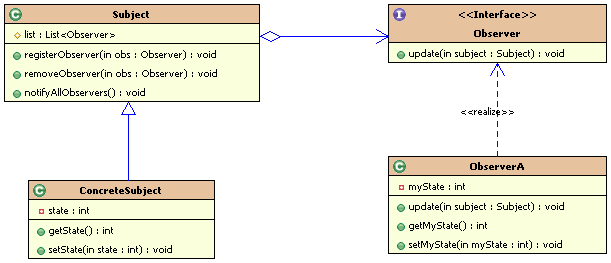 Subject
list : List<Observer>
registerObserver(in obs : Observer) : void
removeObserver(in obs : Observer) : void
notifyAllObservers() : void
<<Interface>>
Observer
update(in subject : Subject) : void
<<realize>>
ConcreteSubject
state : int
getState() : int
setState(in state : int) : void
ObserverA
myState : int
update(in subject : Subject) : void
getMyState() : int
setMyState(in myState : int) : void